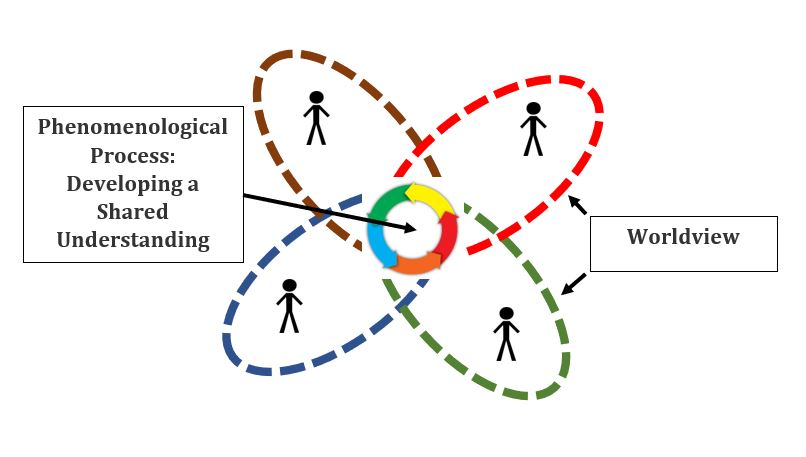 Phenomenological
Process:
Developing a
Shared
Understanding
Worldview